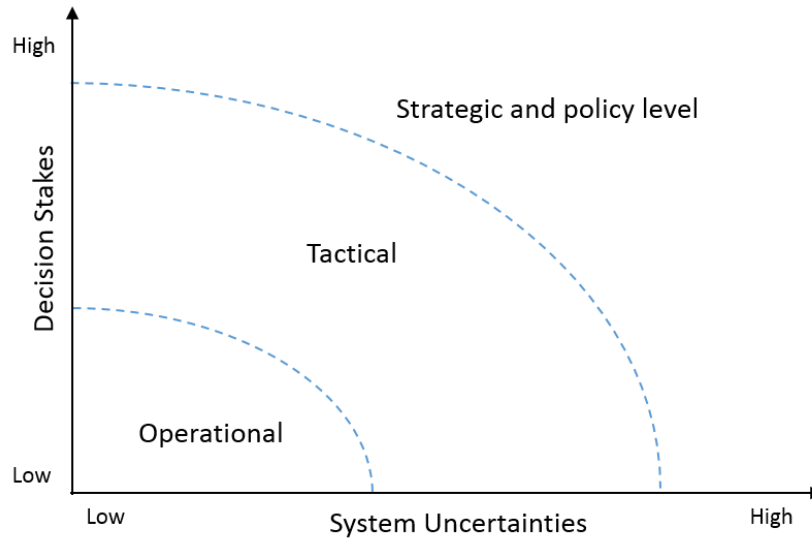 High
Strategic and policy level
Decision Stakes
Tactical
Operational
Low
Low
System Uncertainties
High